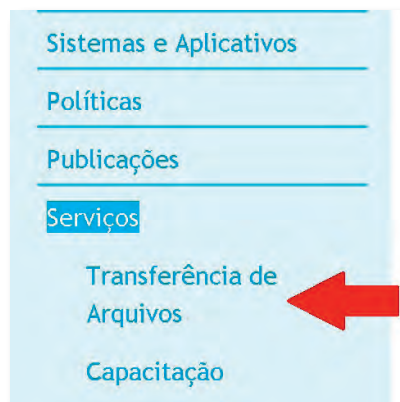 Sistemas e Aplicativos
Políticas
Publicações
Serviços
Transferência de
Arquivos
Capacitação